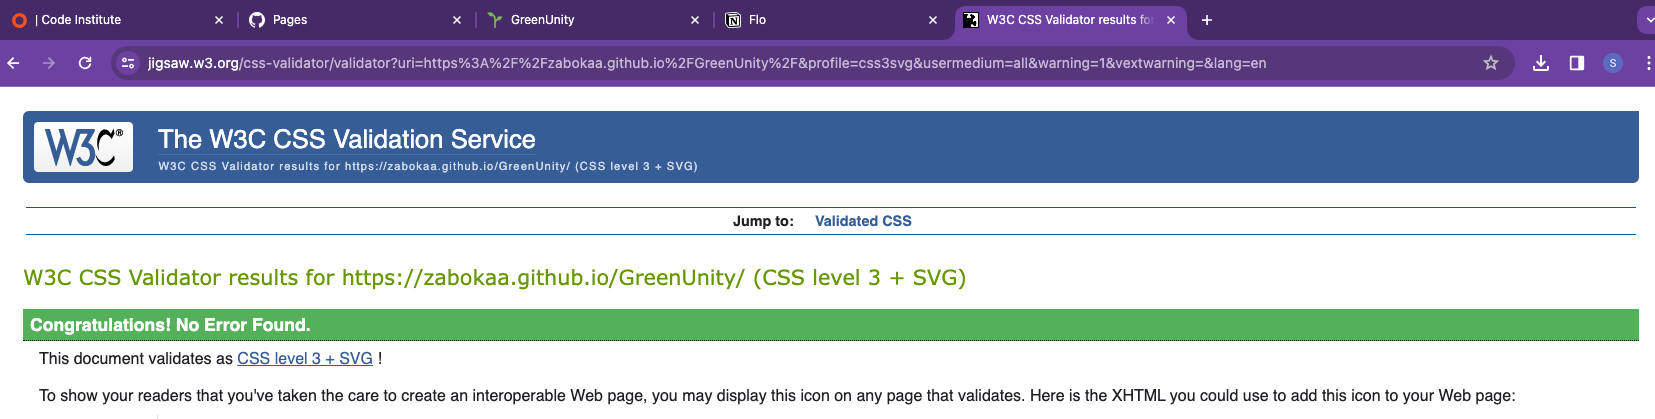 | Code Institute
Pages
GreenUnity
Flo
W3C CSS Validator results fo
jigsaw.w3.org/css-validator/validator?uri=https%3A%2F%2Fzabokaa.github.io%2FGreenUnity%2F&profile=css3svg&usermedium=all&warning=1&vextwarning=&lang=en
S
W3C®
The W3C CSS Validation Service
W3C CSS Validator results for https://zabokaa.github.io/GreenUnity/ (CSS level 3 + SVG)
Jump to: Validated CSS
W3C CSS Validator results for https://zabokaa.github.io/GreenUnity/ (CSS level 3 + SVG)
Congratulations! No Error Found.
This document validates as CSS level 3 + SVG !
To show your readers that you've taken the care to create an interoperable Web page, you may display this icon on any page that validates. Here is the XHTML you could use to add this icon to your Web page: